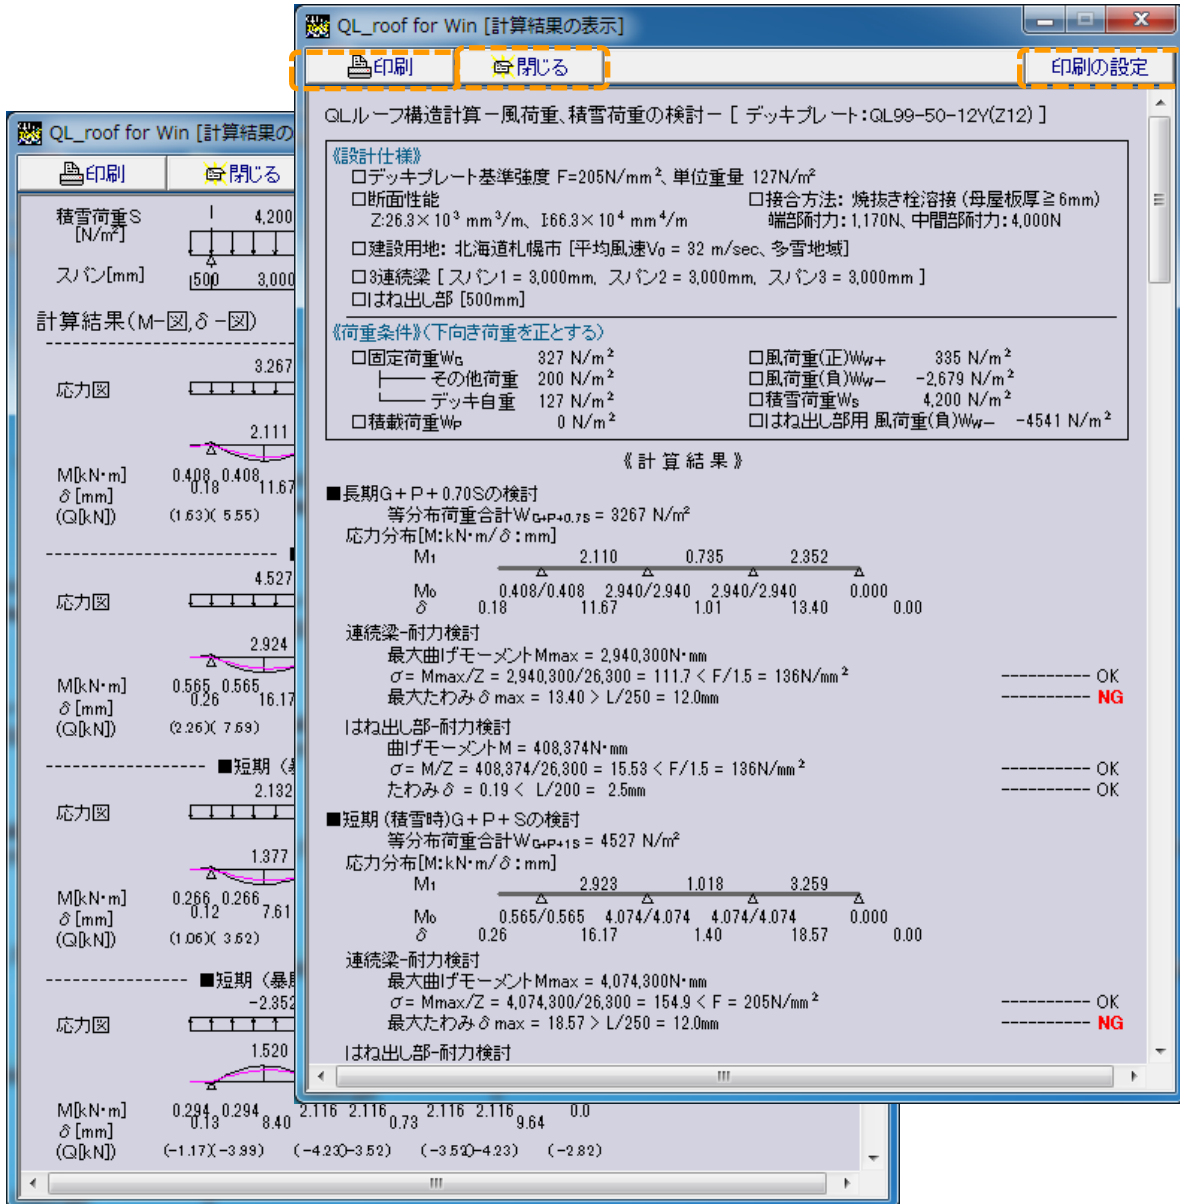 QL_roof for Win [計算結果の表示]
印刷 閉じる 印刷の設定
QLルーフ構造計算－風荷重、積雪荷重の検討－ [ デッキプレート：QL99-50-12Y(Z12) ]
《設計仕様》
□デッキプレート基準強度 F=205N/mm²、単位重量 127N/㎡
□断面性能 □接合方法： 焼抜き栓溶接 (母屋板厚≧6mm)
Z:26.3×10³ mm³/m、 I:66.3×10⁴ mm⁴/m 端部耐力：1,170N、中間部耐力：4,000N
□建設用地： 北海道札幌市 [平均風速V₀ = 32 m/sec、多雪地域]
□3連続梁 [ スパン1 = 3,000mm, スパン2 = 3,000mm, スパン3 = 3,000mm ]
□はね出し部 [500mm]
《荷重条件》（下向き荷重を正とする）
□固定荷重WG 327 N/m² □風荷重(正)Ww+ 335 N/m²
├── その他荷重 200 N/m² □風荷重(負)Ww− -2,679 N/m²
└── デッキ自重 127 N/m² □積雪荷重Ws 4,200 N/m²
□積載荷重WP 0 N/m² □はね出し部用 風荷重(負)Ww− -4541 N/m²
《 計 算 結 果 》
■長期G＋P＋0.70Sの検討
等分布荷重合計W G+P+0.7S = 3267 N/㎡
応力分布[M:kN・m/δ：mm]
M1 2.110 0.735 2.352
M0 0.408/0.408 2.940/2.940 2.940/2.940 0.000
δ 0.18 11.67 1.01 13.40 0.00
連続梁-耐力検討
最大曲げモーメントMmax = 2,940,300N・mm
σ= Mmax/Z = 2,940,300/26,300 = 111.7 < F/1.5 = 136N/mm² ---------- OK
最大たわみδ max = 13.40 > L/250 = 12.0mm ---------- NG
はね出し部-耐力検討
曲げモーメントM = 408,374N・mm
σ= M/Z = 408,374/26,300 = 15.53 < F/1.5 = 136N/mm² ---------- OK
たわみδ = 0.19 < L/200 = 2.5mm ---------- OK
■短期 (積雪時)G＋P＋Sの検討
等分布荷重合計W G+P+1S = 4527 N/㎡
応力分布[M:kN・m/δ：mm]
M1 2.923 1.018 3.259
M0 0.565/0.565 4.074/4.074 4.074/4.074 0.000
δ 0.26 16.17 1.40 18.57 0.00
連続梁-耐力検討
最大曲げモーメントMmax = 4,074,300N・mm
σ= Mmax/Z = 4,074,300/26,300 = 154.9 < F = 205N/mm² ---------- OK
最大たわみδ max = 18.57 > L/250 = 12.0mm ---------- NG
はね出し部-耐力検討
QL_roof for Win [計算結果の
印刷 閉じる
積雪荷重S 4,200
[N/㎡]
スパン[mm] 500 3,000
計算結果(M-図,δ-図)
3.267
応力図
2.111
M[kN・m] 0.408 0.408
δ[mm] 0.18 11.67
(Q[kN]) (1.63)( 5.55)
■
4.527
応力図
2.924
M[kN・m] 0.565 0.565
δ[mm] 0.26 16.17
(Q[kN]) (2.26)( 7.69)
■短期
2.132
応力図
1.377
M[kN・m] 0.266 0.266
δ[mm] 0.12 7.61
(Q[kN]) (1.06)( 3.62)
■短期（暴
-2.352
応力図
1.520
M[kN・m] 0.294 0.294 2.116 2.116 2.116 2.116 0.0
δ[mm] 0.13 8.40 0.73 9.64
(Q[kN]) (-1.17)(-3.99) (-4.23)(-3.52) (-3.52)(-4.23) (-2.82)